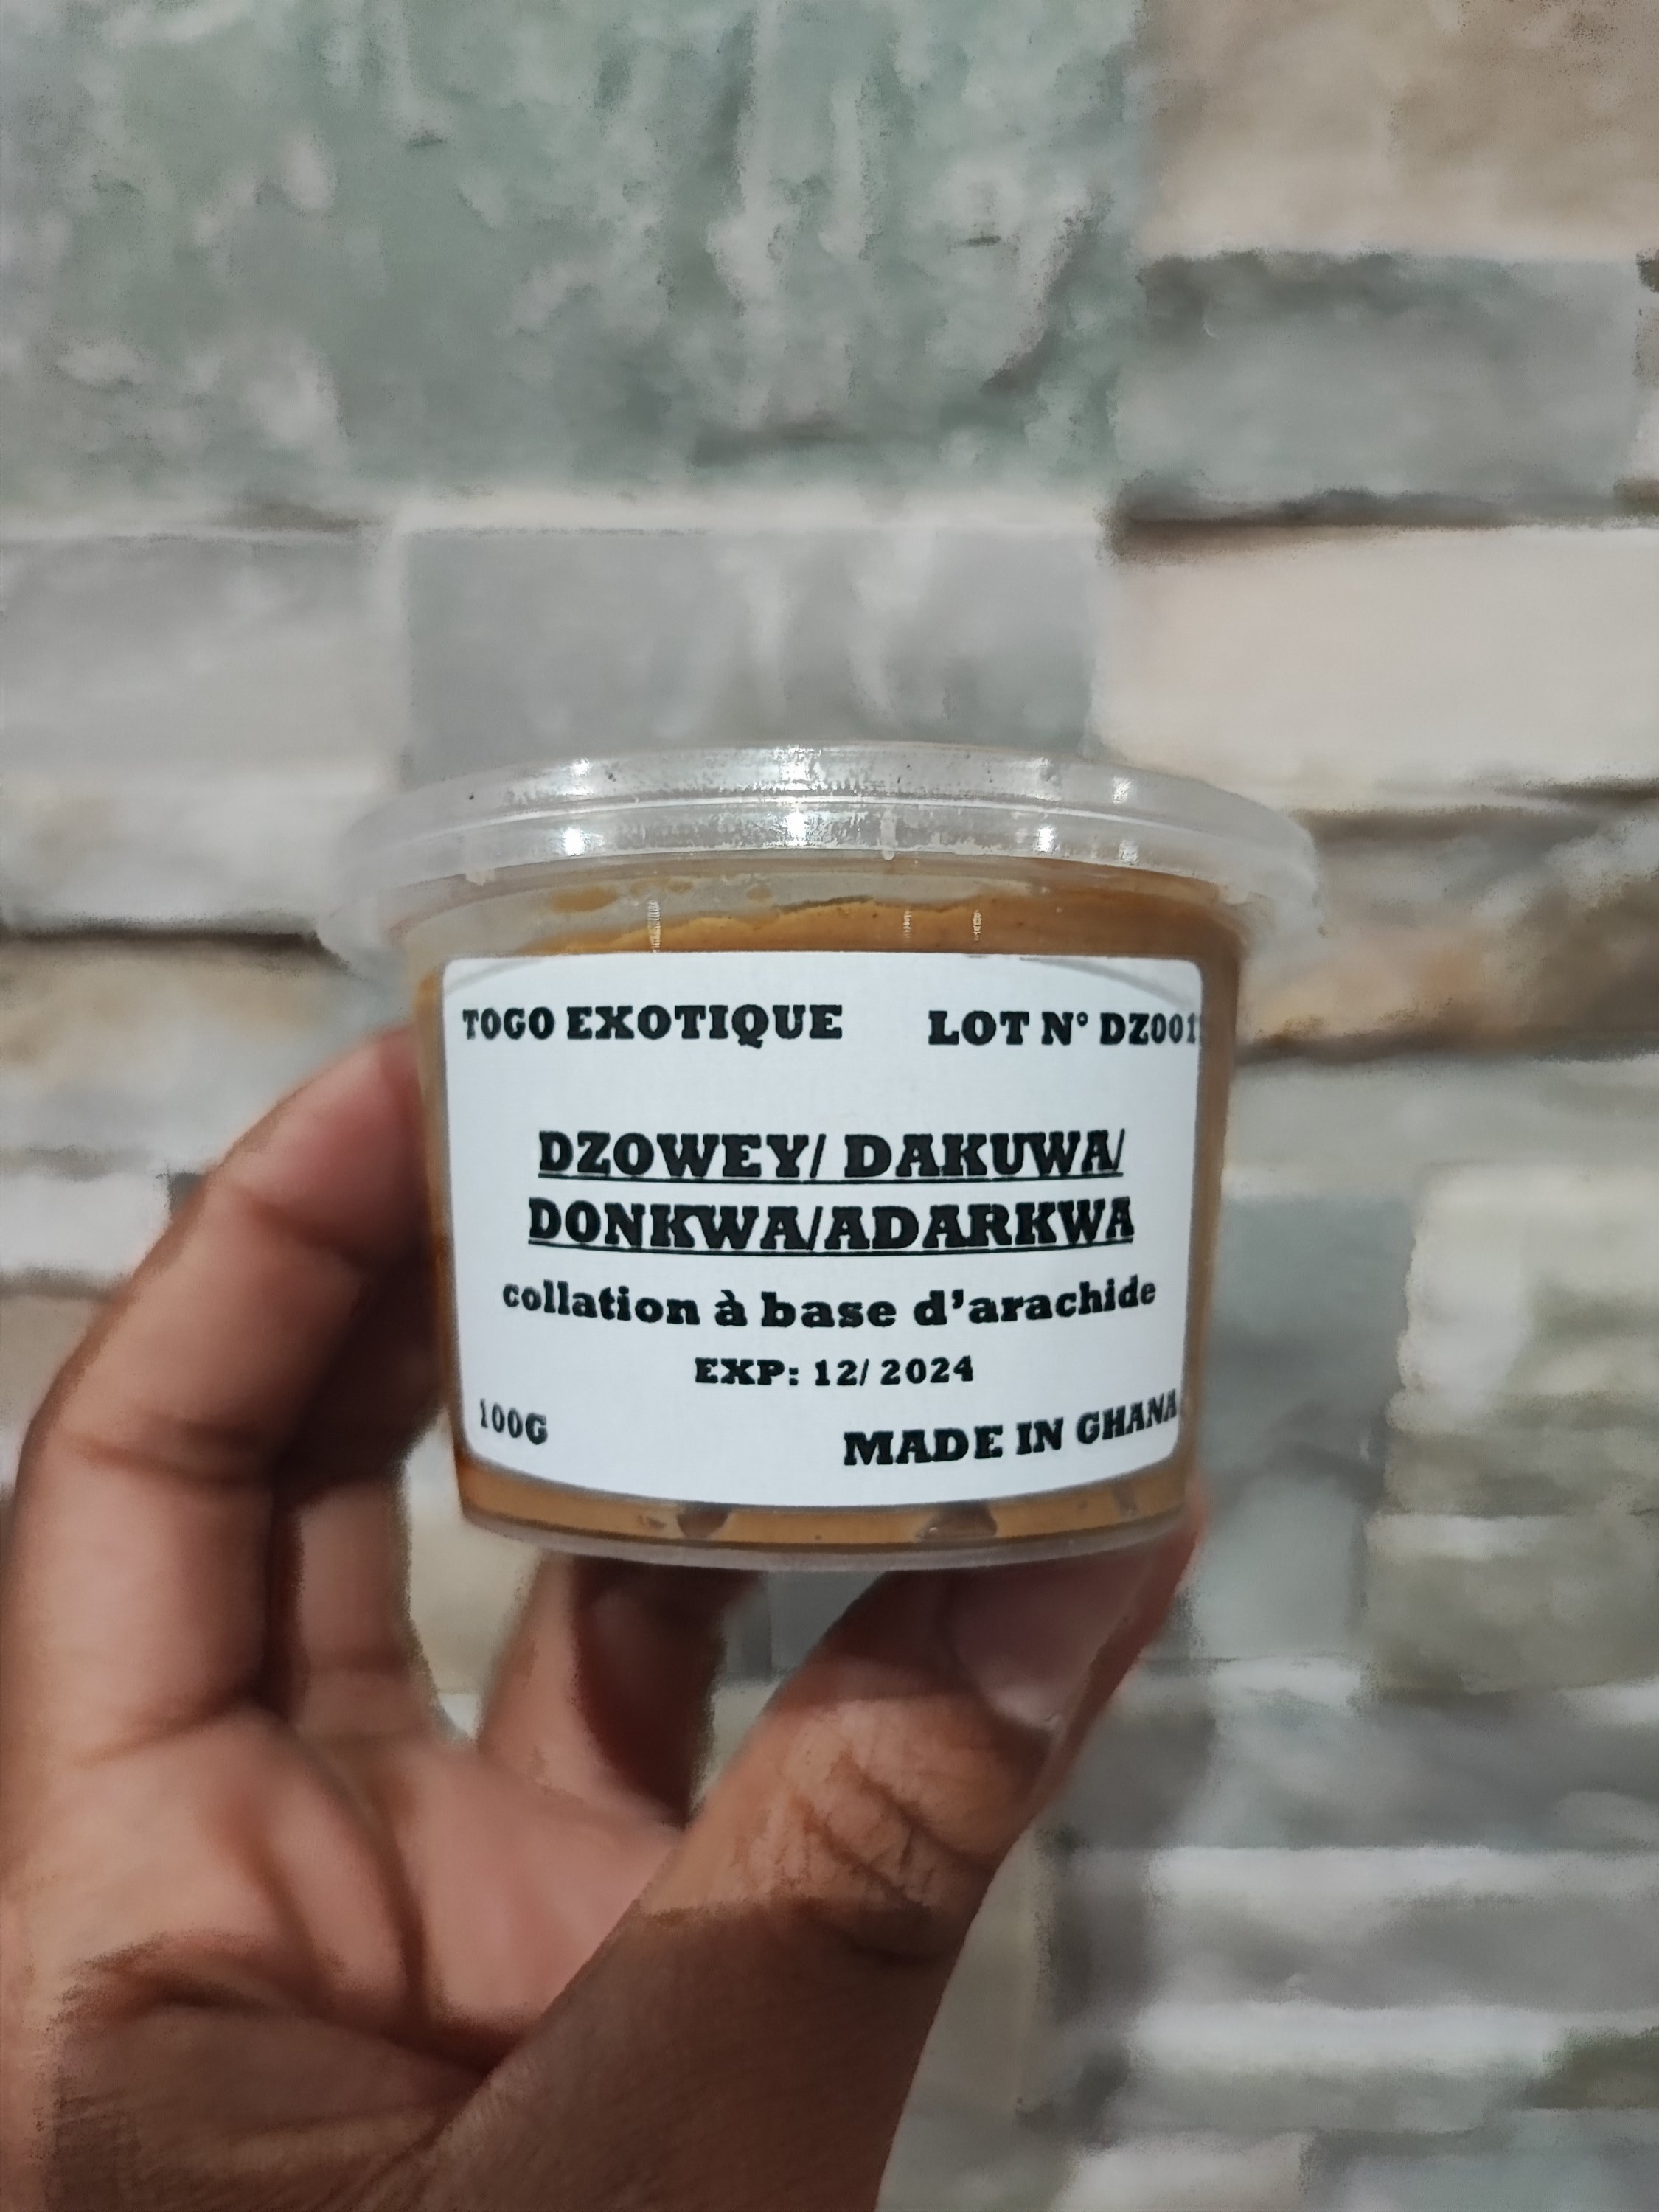 TOGO EXOTIQUE LOT N° DZ001
DZOWEY/ DAKUWA/
DONKWA/ADARKWA
collation à base d'arachide
EXP: 12/ 2024
100G MADE IN GHANA